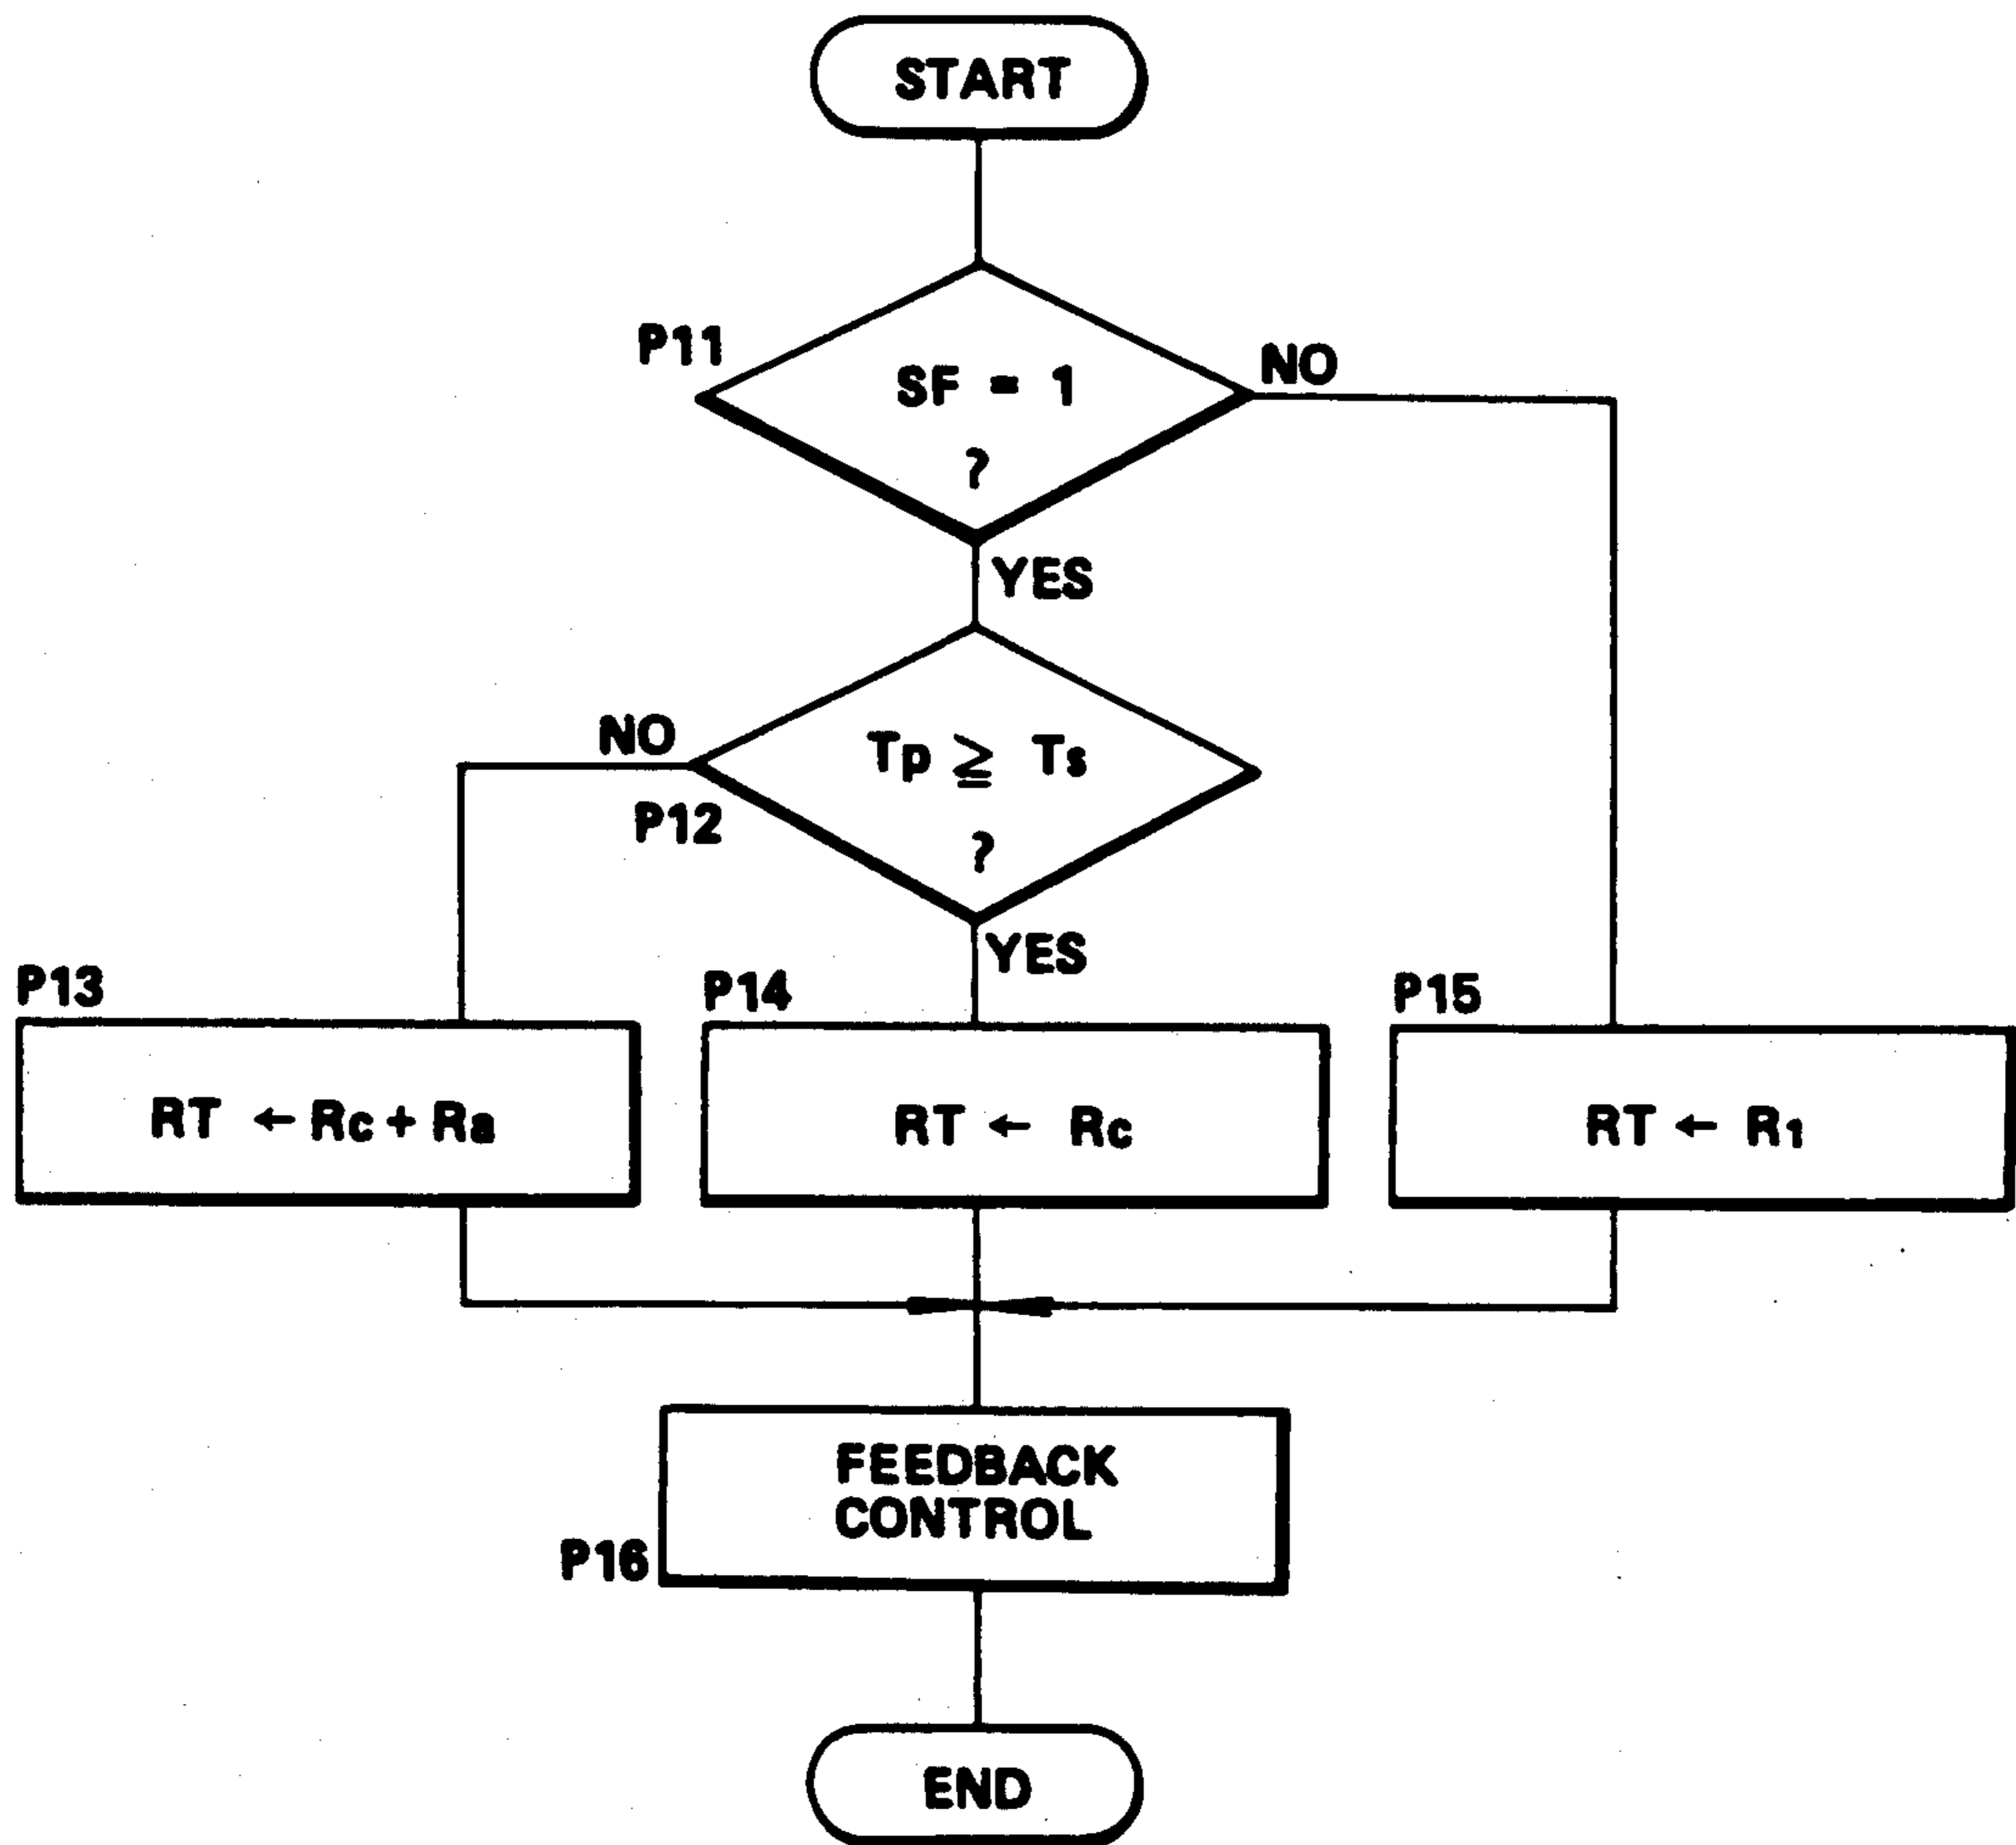 START
P11
SF = 1
?
NO
YES
NO
Tp ≧ Ts
?
P12
YES
P13
P14
P15
RT ← Rc + Ra
RT ← Rc
RT ← R1
FEEDBACK
CONTROL
P16
END